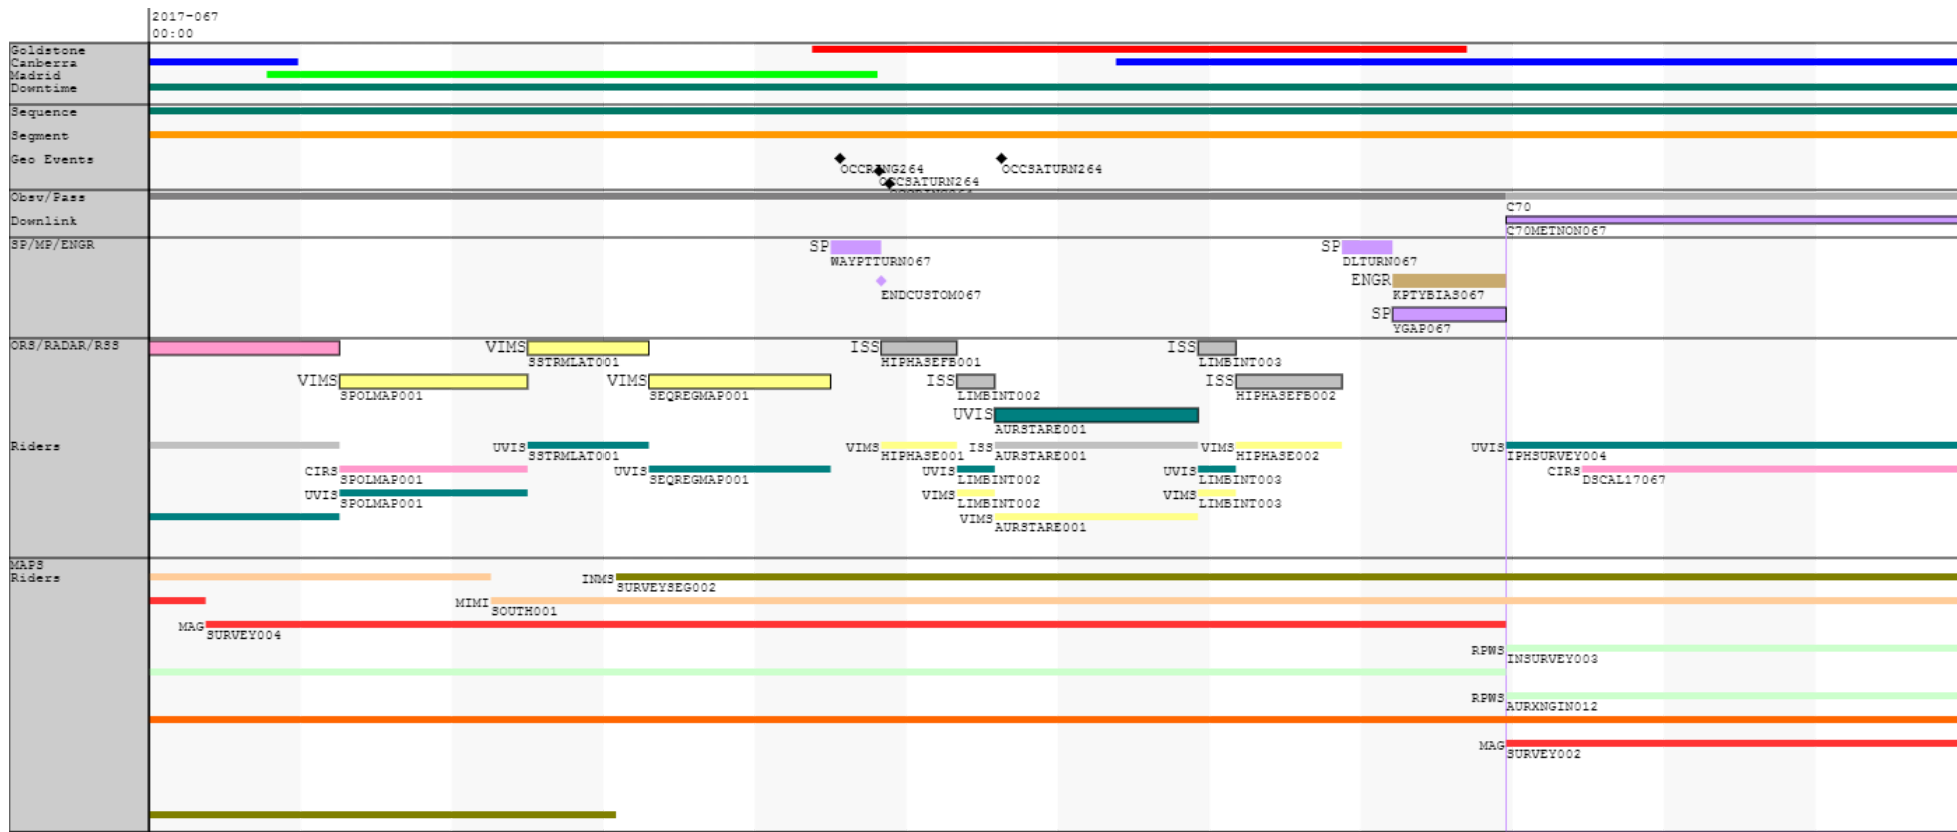 2017-067
00:00
Goldstone
Canberra
Madrid
Downtime
Sequence
Segment
Geo Events
OCCRING264
OCCSATURN264
OCCSATURN264
Obsv/Pass
C70
Downlink
C70METNON067
SP/MP/ENGR
SP
WAYPTTURN067
SP
DLTURN067
ENDCUSTOM067
ENGR
KPTYBIAS067
SP
YGAP067
ORS/RADAR/RSS
VIMS
SSTRMLAT001
ISS
HIPHASEFB001
ISS
LIMBINT003
VIMS
SPOLMAP001
VIMS
SEQREGMAP001
ISS
LIMBINT002
ISS
HIPHASEFB002
UVIS
AURSTARE001
Riders
UVIS
SSTRMLAT001
VIMS
HIPHASE001
ISS
AURSTARE001
VIMS
HIPHASE002
UVIS
IPHSURVEY004
CIRS
SPOLMAP001
UVIS
SEQREGMAP001
UVIS
LIMBINT002
UVIS
LIMBINT003
CIRS
DSCAL17067
UVIS
SPOLMAP001
VIMS
LIMBINT002
VIMS
LIMBINT003
VIMS
AURSTARE001
MAPS
Riders
INMS
SURVEYSEG002
MIMI
SOUTH001
MAG
SURVEY004
RPWS
INSURVEY003
RPWS
AURXNGIN012
MAG
SURVEY002